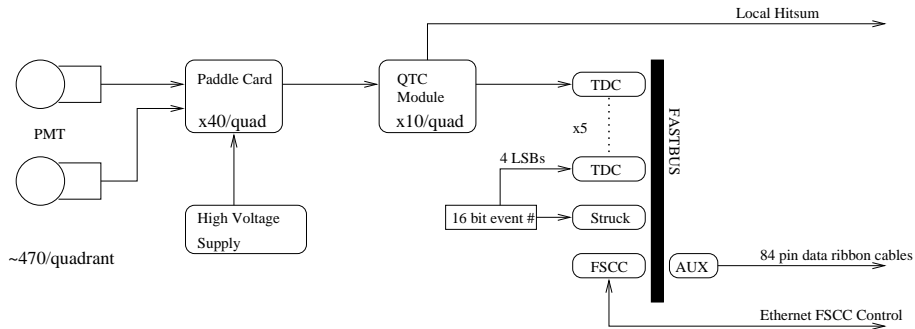 Local Hitsum
Paddle Card
x40/quad
QTC
Module
x10/quad
TDC
x5
PMT
FASTBUS
4 LSBs
TDC
High Voltage
Supply
16 bit event #
Struck
~470/quadrant
FSCC
AUX
84 pin data ribbon cables
Ethernet FSCC Control